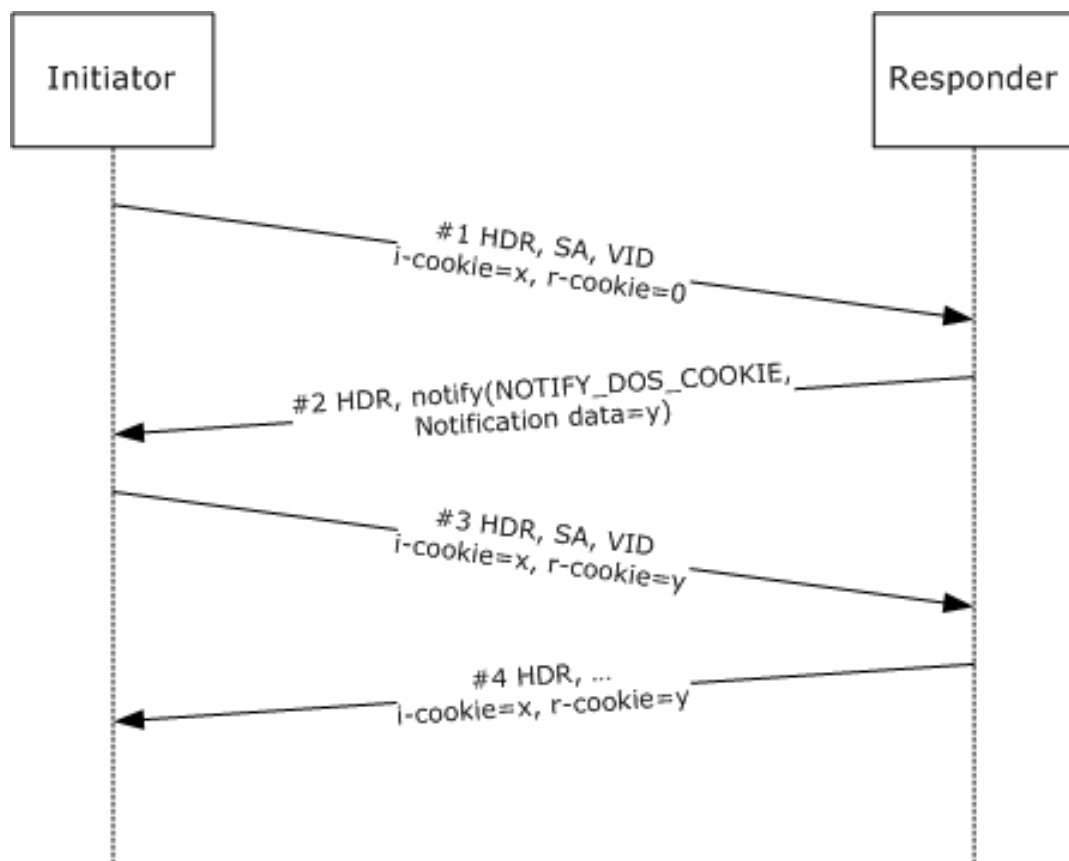 Initiator
Responder
#1 HDR, SA, VID
i-cookie=x, r-cookie=0
#2 HDR, notify(NOTIFY_DOS_COOKIE,
Notification data=y)
#3 HDR, SA, VID
i-cookie=x, r-cookie=y
#4 HDR, ...
i-cookie=x, r-cookie=y